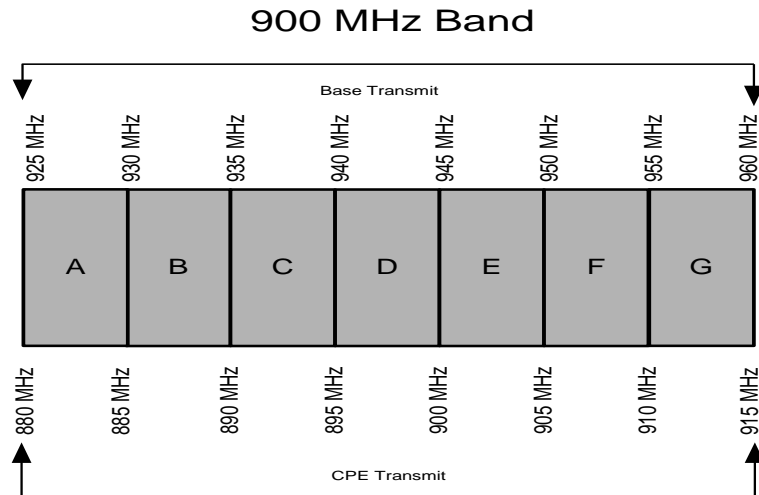 900 MHz Band
Base Transmit
925 MHz
930 MHz
935 MHz
940 MHz
945 MHz
950 MHz
955 MHz
960 MHz
A B C D E F G
880 MHz
885 MHz
890 MHz
895 MHz
900 MHz
905 MHz
910 MHz
915 MHz
CPE Transmit